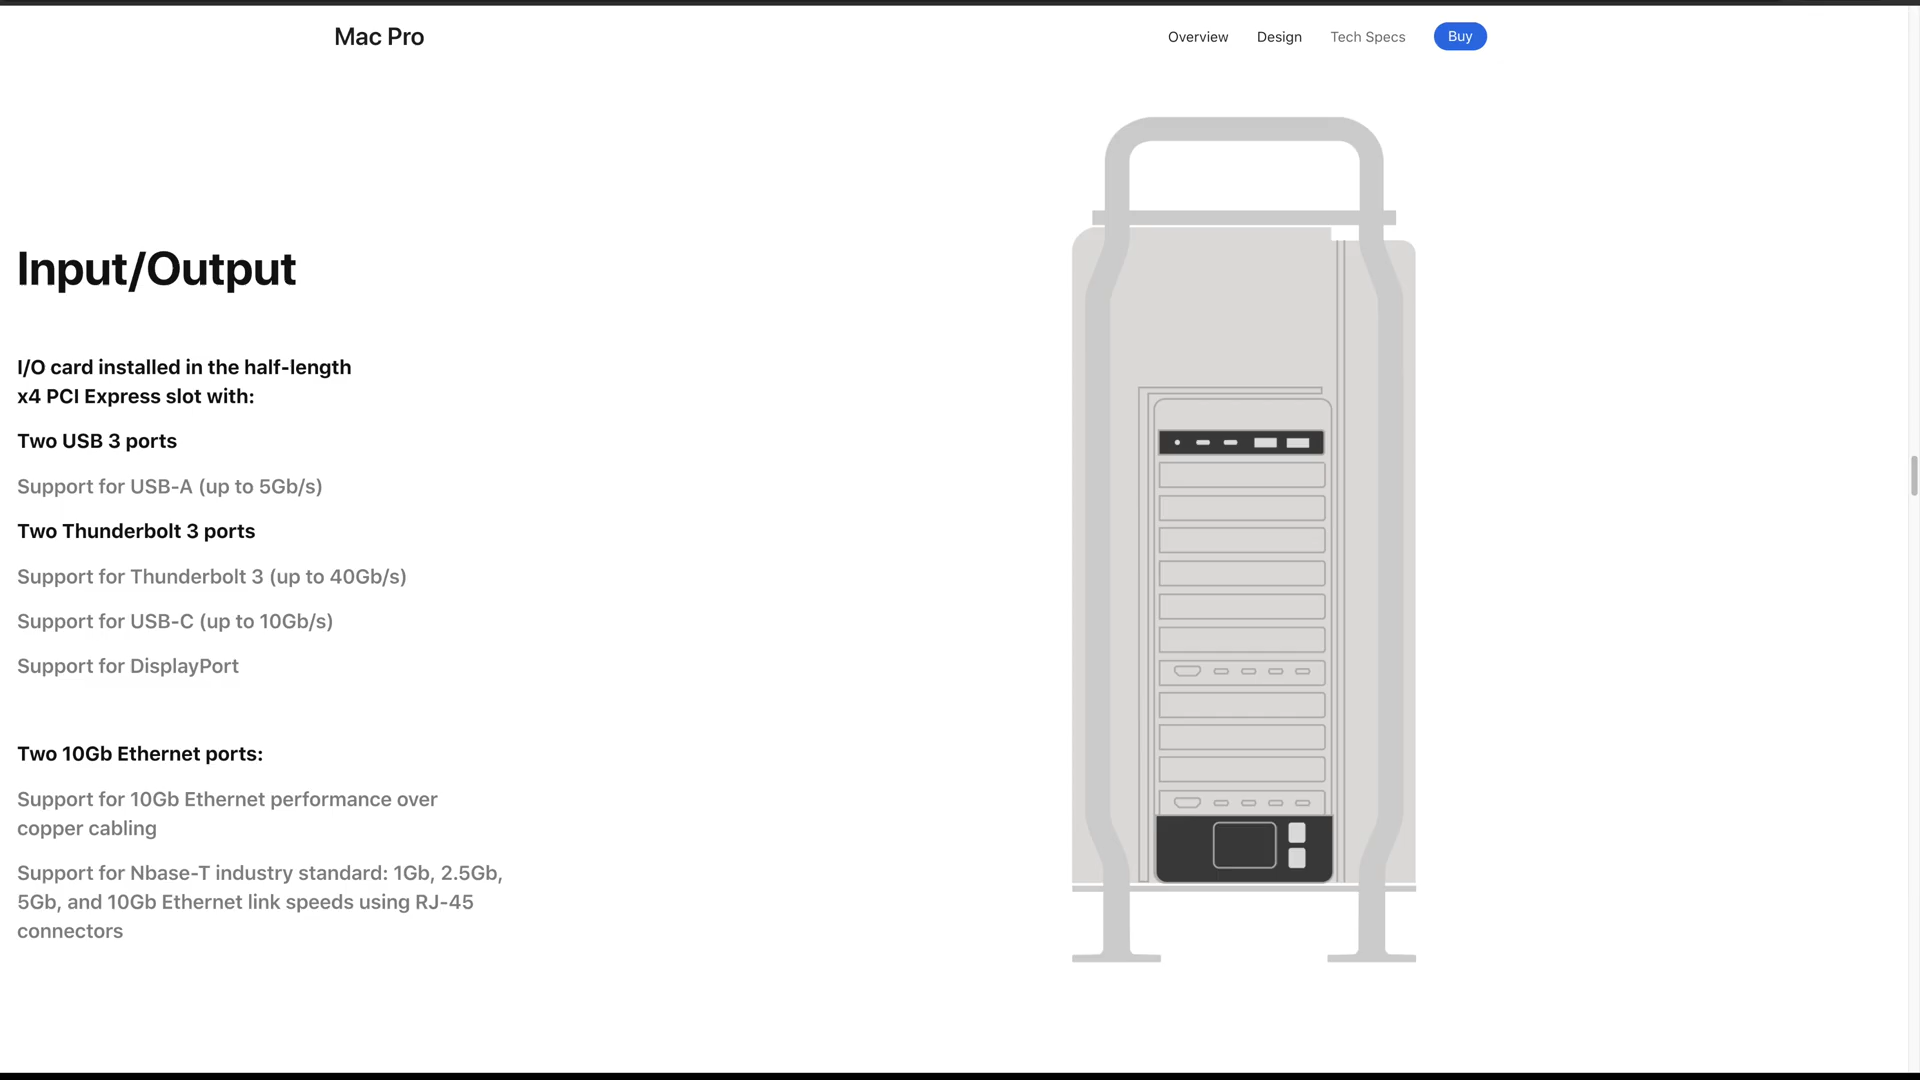 Mac Pro
Overview
Design
Tech Specs
Buy
Input/Output
I/O card installed in the half-length
x4 PCI Express slot with:
Two USB 3 ports
Support for USB-A (up to 5Gb/s)
Two Thunderbolt 3 ports
Support for Thunderbolt 3 (up to 40Gb/s)
Support for USB-C (up to 10Gb/s)
Support for DisplayPort
Two 10Gb Ethernet ports:
Support for 10Gb Ethernet performance over
copper cabling
Support for Nbase-T industry standard: 1Gb, 2.5Gb,
5Gb, and 10Gb Ethernet link speeds using RJ-45
connectors